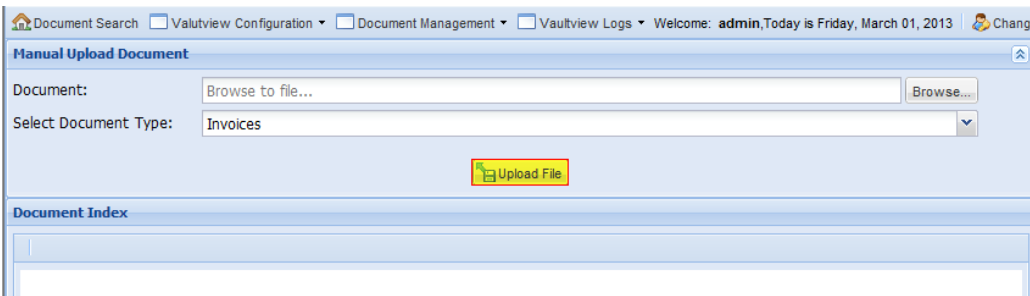 Document Search Valutview Configuration Document Management Vaultview Logs Welcome: admin,Today is Friday, March 01, 2013 Chang
Manual Upload Document
Document: Browse to file... Browse...
Select Document Type: Invoices
Upload File
Document Index